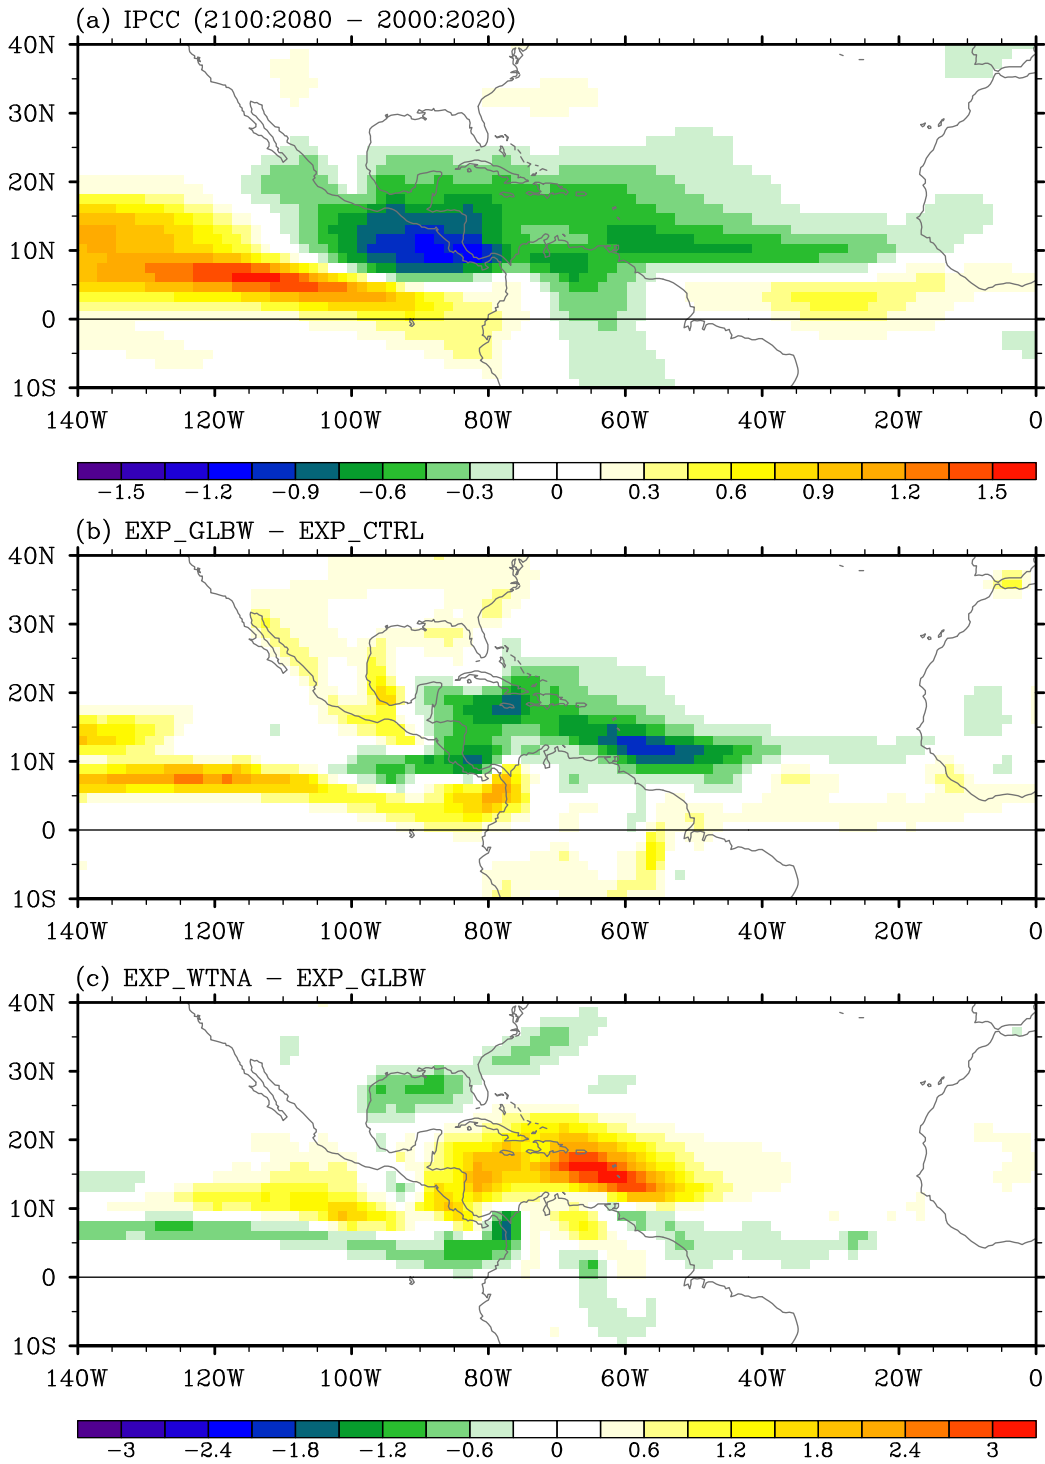 (a) IPCC (2100:2080 − 2000:2020)
40N
30N
20N
10N
0
10S
140W 120W 100W 80W 60W 40W 20W 0
−1.5 −1.2 −0.9 −0.6 −0.3 0 0.3 0.6 0.9 1.2 1.5
(b) EXP_GLBW − EXP_CTRL
40N
30N
20N
10N
0
10S
140W 120W 100W 80W 60W 40W 20W 0
(c) EXP_WTNA − EXP_GLBW
40N
30N
20N
10N
0
10S
140W 120W 100W 80W 60W 40W 20W 0
−3 −2.4 −1.8 −1.2 −0.6 0 0.6 1.2 1.8 2.4 3